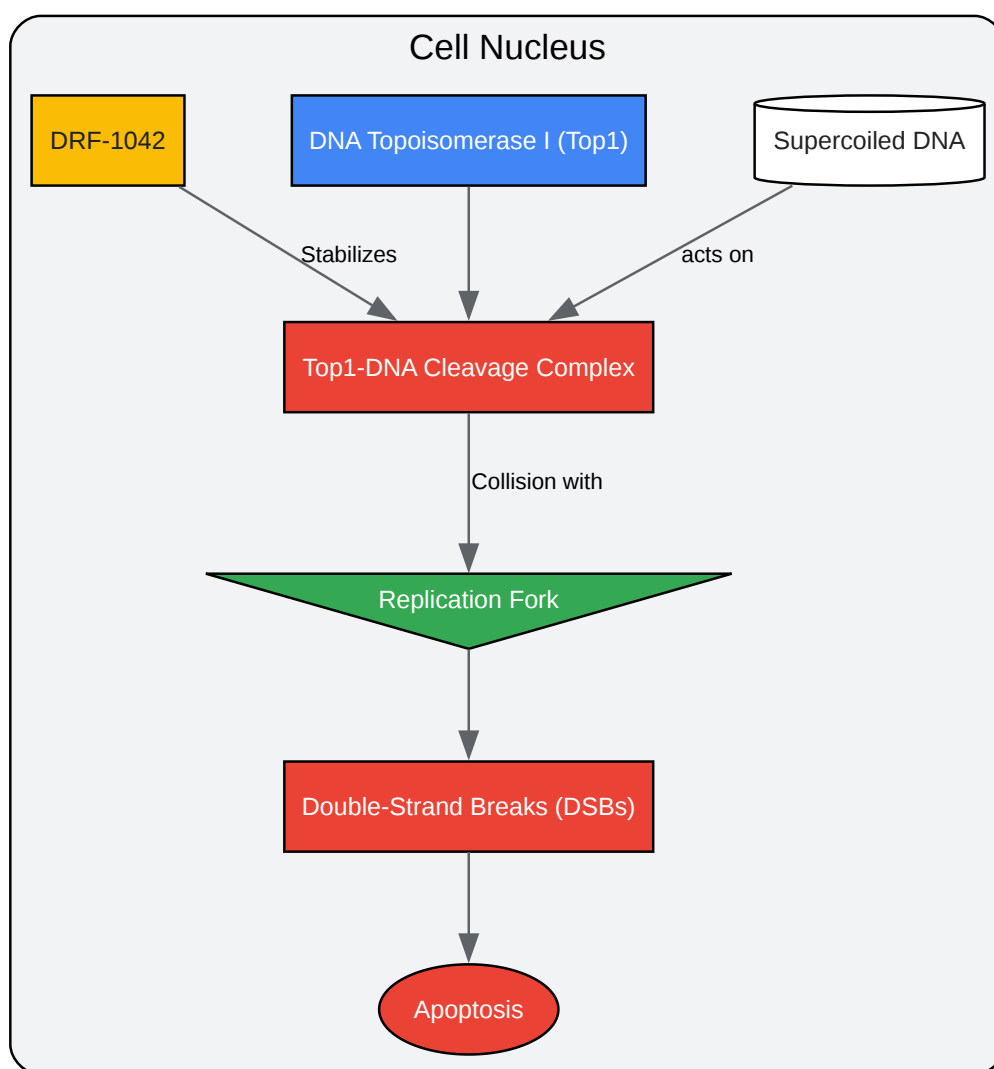 Cell Nucleus
DRF-1042
DNA Topoisomerase I (Top1)
Supercoiled DNA
Stabilizes
acts on
Top1-DNA Cleavage Complex
Collision with
Replication Fork
Double-Strand Breaks (DSBs)
Apoptosis